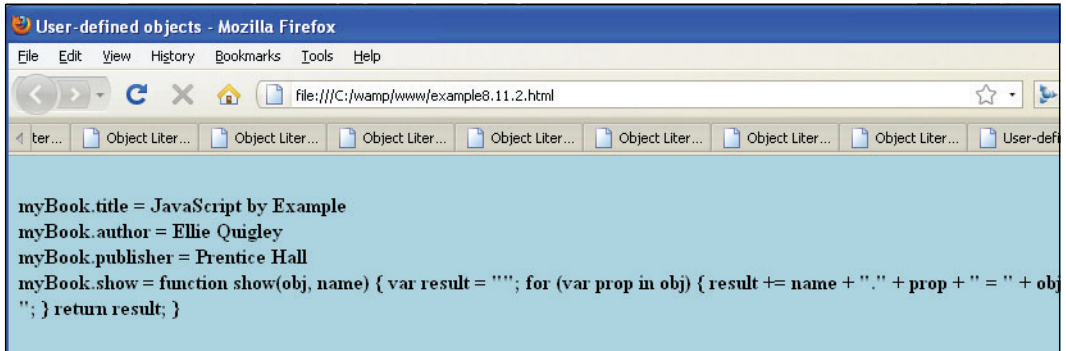 User-defined objects - Mozilla Firefox
File Edit View History Bookmarks Tools Help
file:///C:/wamp/www/example8.11.2.html
ter... Object Liter... Object Liter... Object Liter... Object Liter... Object Liter... Object Liter... Object Liter... User-defi
myBook.title = JavaScript by Example
myBook.author = Ellie Quigley
myBook.publisher = Prentice Hall
myBook.show = function show(obj, name) { var result = ""; for (var prop in obj) { result += name + "." + prop + " = " + obj
"; } return result; }